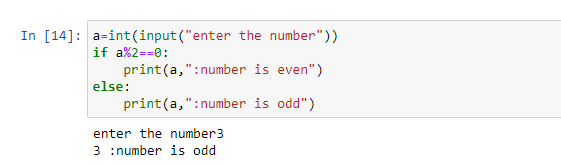 In [14]: a=int(input("enter the number"))
if a%2==0:
    print(a,":number is even")
else:
    print(a,":number is odd")
enter the number3
3 :number is odd